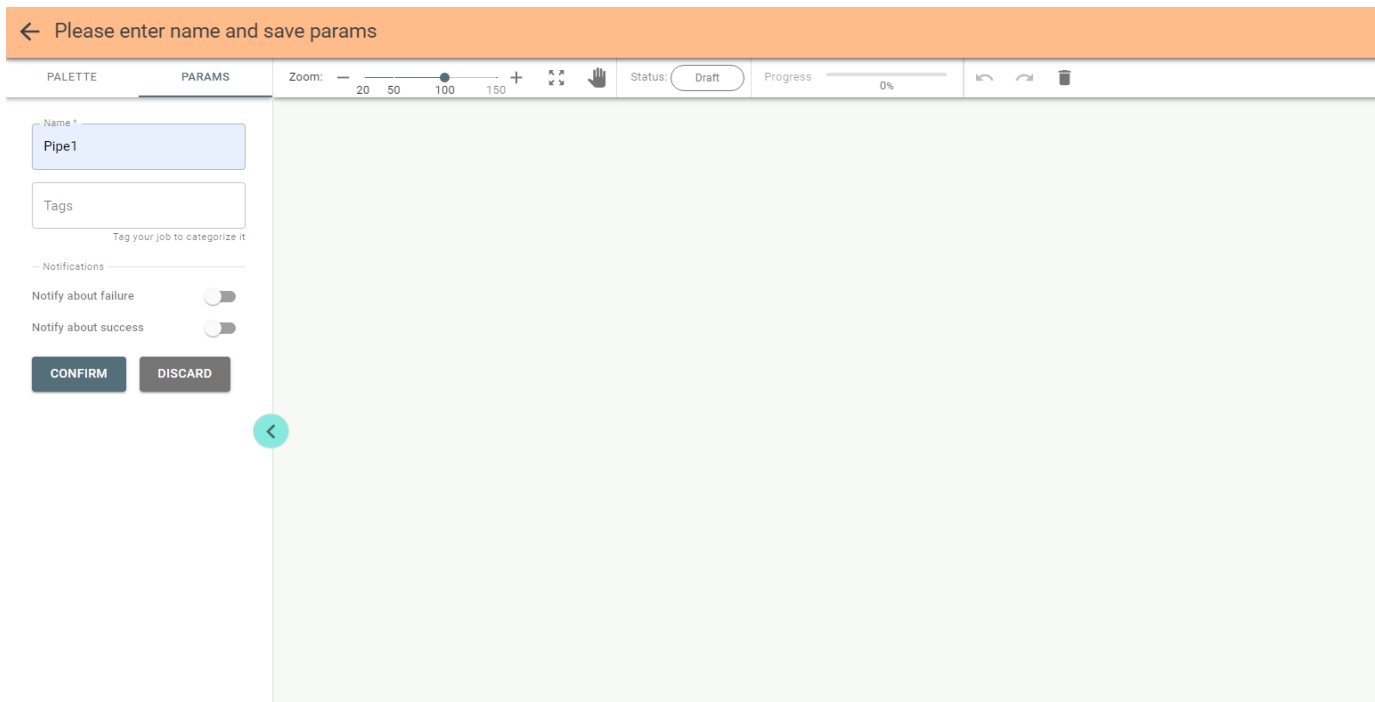 Please enter name and save params
PALETTE PARAMS Zoom: 20 50 100 150 Status: Draft Progress 0%
Name *
Pipe1
Tags
Tag your job to categorize it
Notifications
Notify about failure
Notify about success
CONFIRM DISCARD